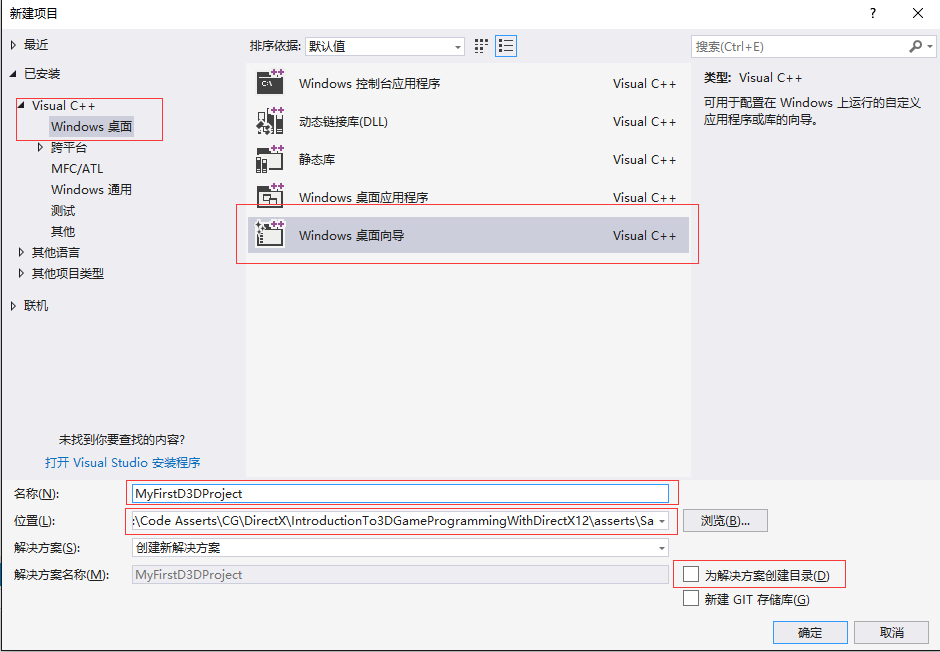 新建项目
?
最近
已安装
Visual C++
Windows 桌面
跨平台
MFC/ATL
Windows 通用
测试
其他
其他语言
其他项目类型
联机
未找到你要查找的内容?
打开 Visual Studio 安装程序
排序依据: 默认值
Windows 控制台应用程序 Visual C++
动态链接库(DLL) Visual C++
静态库 Visual C++
Windows 桌面应用程序 Visual C++
Windows 桌面向导 Visual C++
搜索(Ctrl+E)
类型: Visual C++
可用于配置在 Windows 上运行的自定义
应用程序或库的向导。
名称(N): MyFirstD3DProject
位置(L): :\Code Asserts\CG\DirectX\IntroductionTo3DGameProgrammingWithDirectX12\asserts\Sa 浏览(B)...
解决方案(S): 创建新解决方案
解决方案名称(M): MyFirstD3DProject 为解决方案创建目录(D)
新建 GIT 存储库(G)
确定 取消